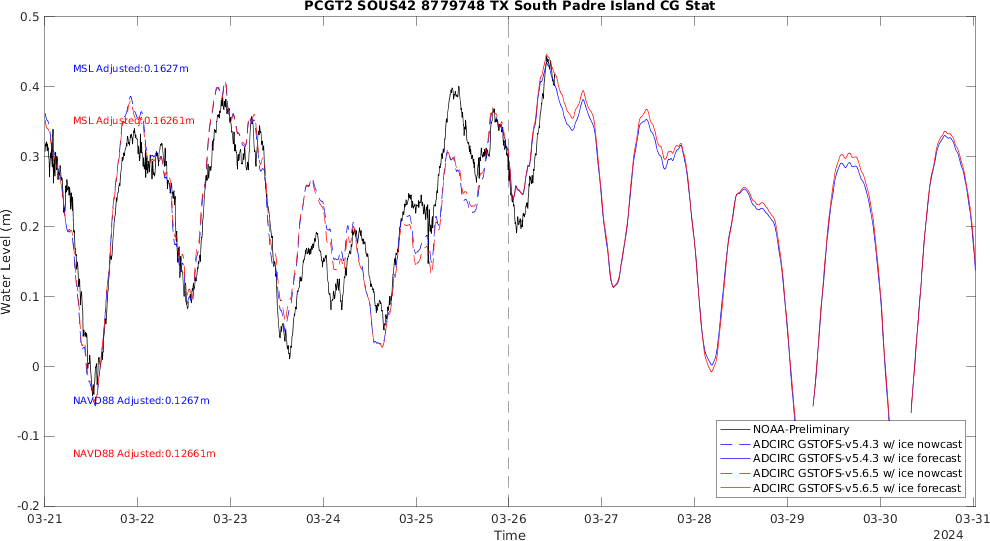 PCGT2 SOUS42 8779748 TX South Padre Island CG Stat
0.5
0.4
0.3
0.2
0.1
0
-0.1
-0.2
Water Level (m)
MSL Adjusted:0.1627m
MSL Adjusted:0.16261m
NAVD88 Adjusted:0.1267m
NAVD88 Adjusted:0.12661m
NOAA-Preliminary
ADCIRC GSTOFS-v5.4.3 w/ ice nowcast
ADCIRC GSTOFS-v5.4.3 w/ ice forecast
ADCIRC GSTOFS-v5.6.5 w/ ice nowcast
ADCIRC GSTOFS-v5.6.5 w/ ice forecast
03-21 03-22 03-23 03-24 03-25 03-26 03-27 03-28 03-29 03-30 03-31
Time
2024